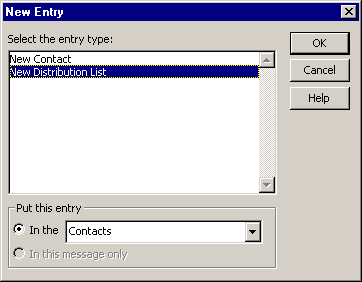 New Entry
Select the entry type:
New Contact
New Distribution List
OK
Cancel
Help
Put this entry
In the Contacts
In this message only